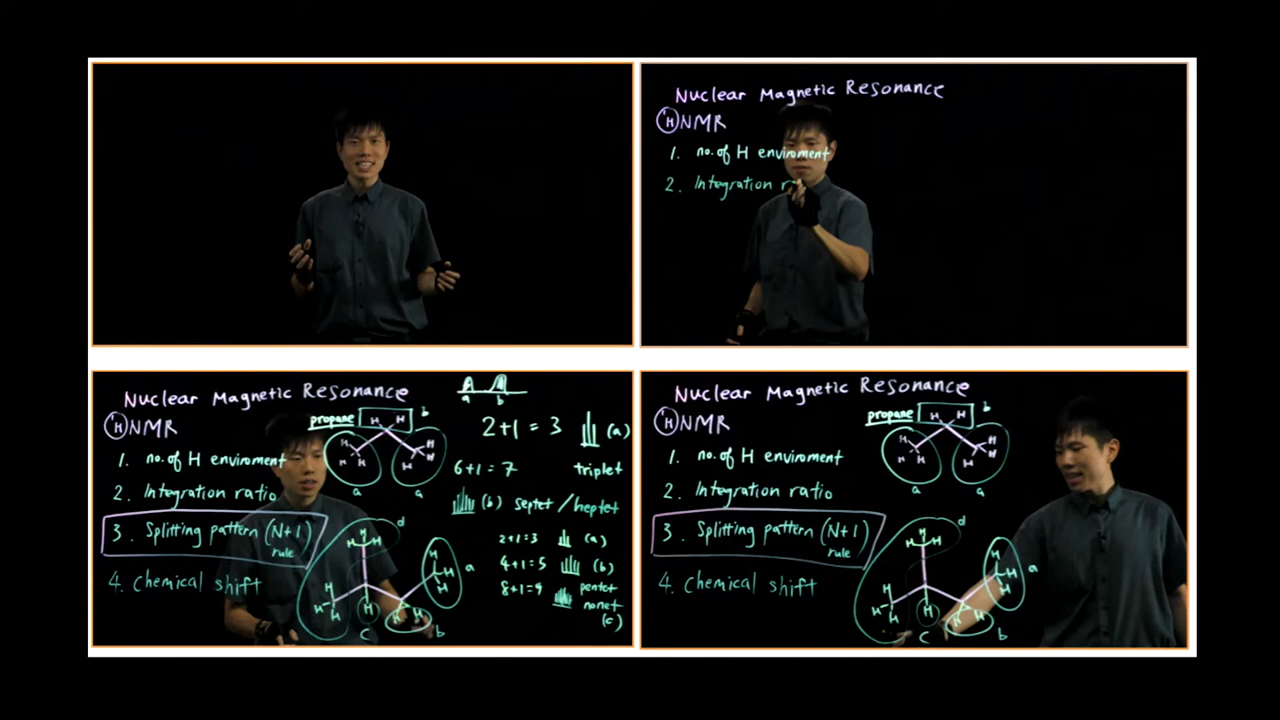 Nuclear Magnetic Resonance
¹H NMR
1. no. of H enviroment
2. Integration r
Nuclear Magnetic Resonance
¹H NMR
1. no. of H enviroment
2. Integration ratio
3. Splitting pattern (N+1) rule
4. Chemical shift
propane
H H b
H H H H H H
a a
d
H H H
H H H
H
c
H H
b
H H H
a
a b
2+1 = 3 (a)
6+1 = 7 triplet
(b) septet / heptet
2+1=3 (a)
4+1=5 (b)
8+1=9 pentet
nonet
(c)
Nuclear Magnetic Resonance
¹H NMR
1. no. of H enviroment
2. Integration ratio
3. Splitting pattern (N+1) rule
4. Chemical shift
propane
H H b
H H H H H H
a a
d
H H H
H H H
H
c
H H
b
H H H
a